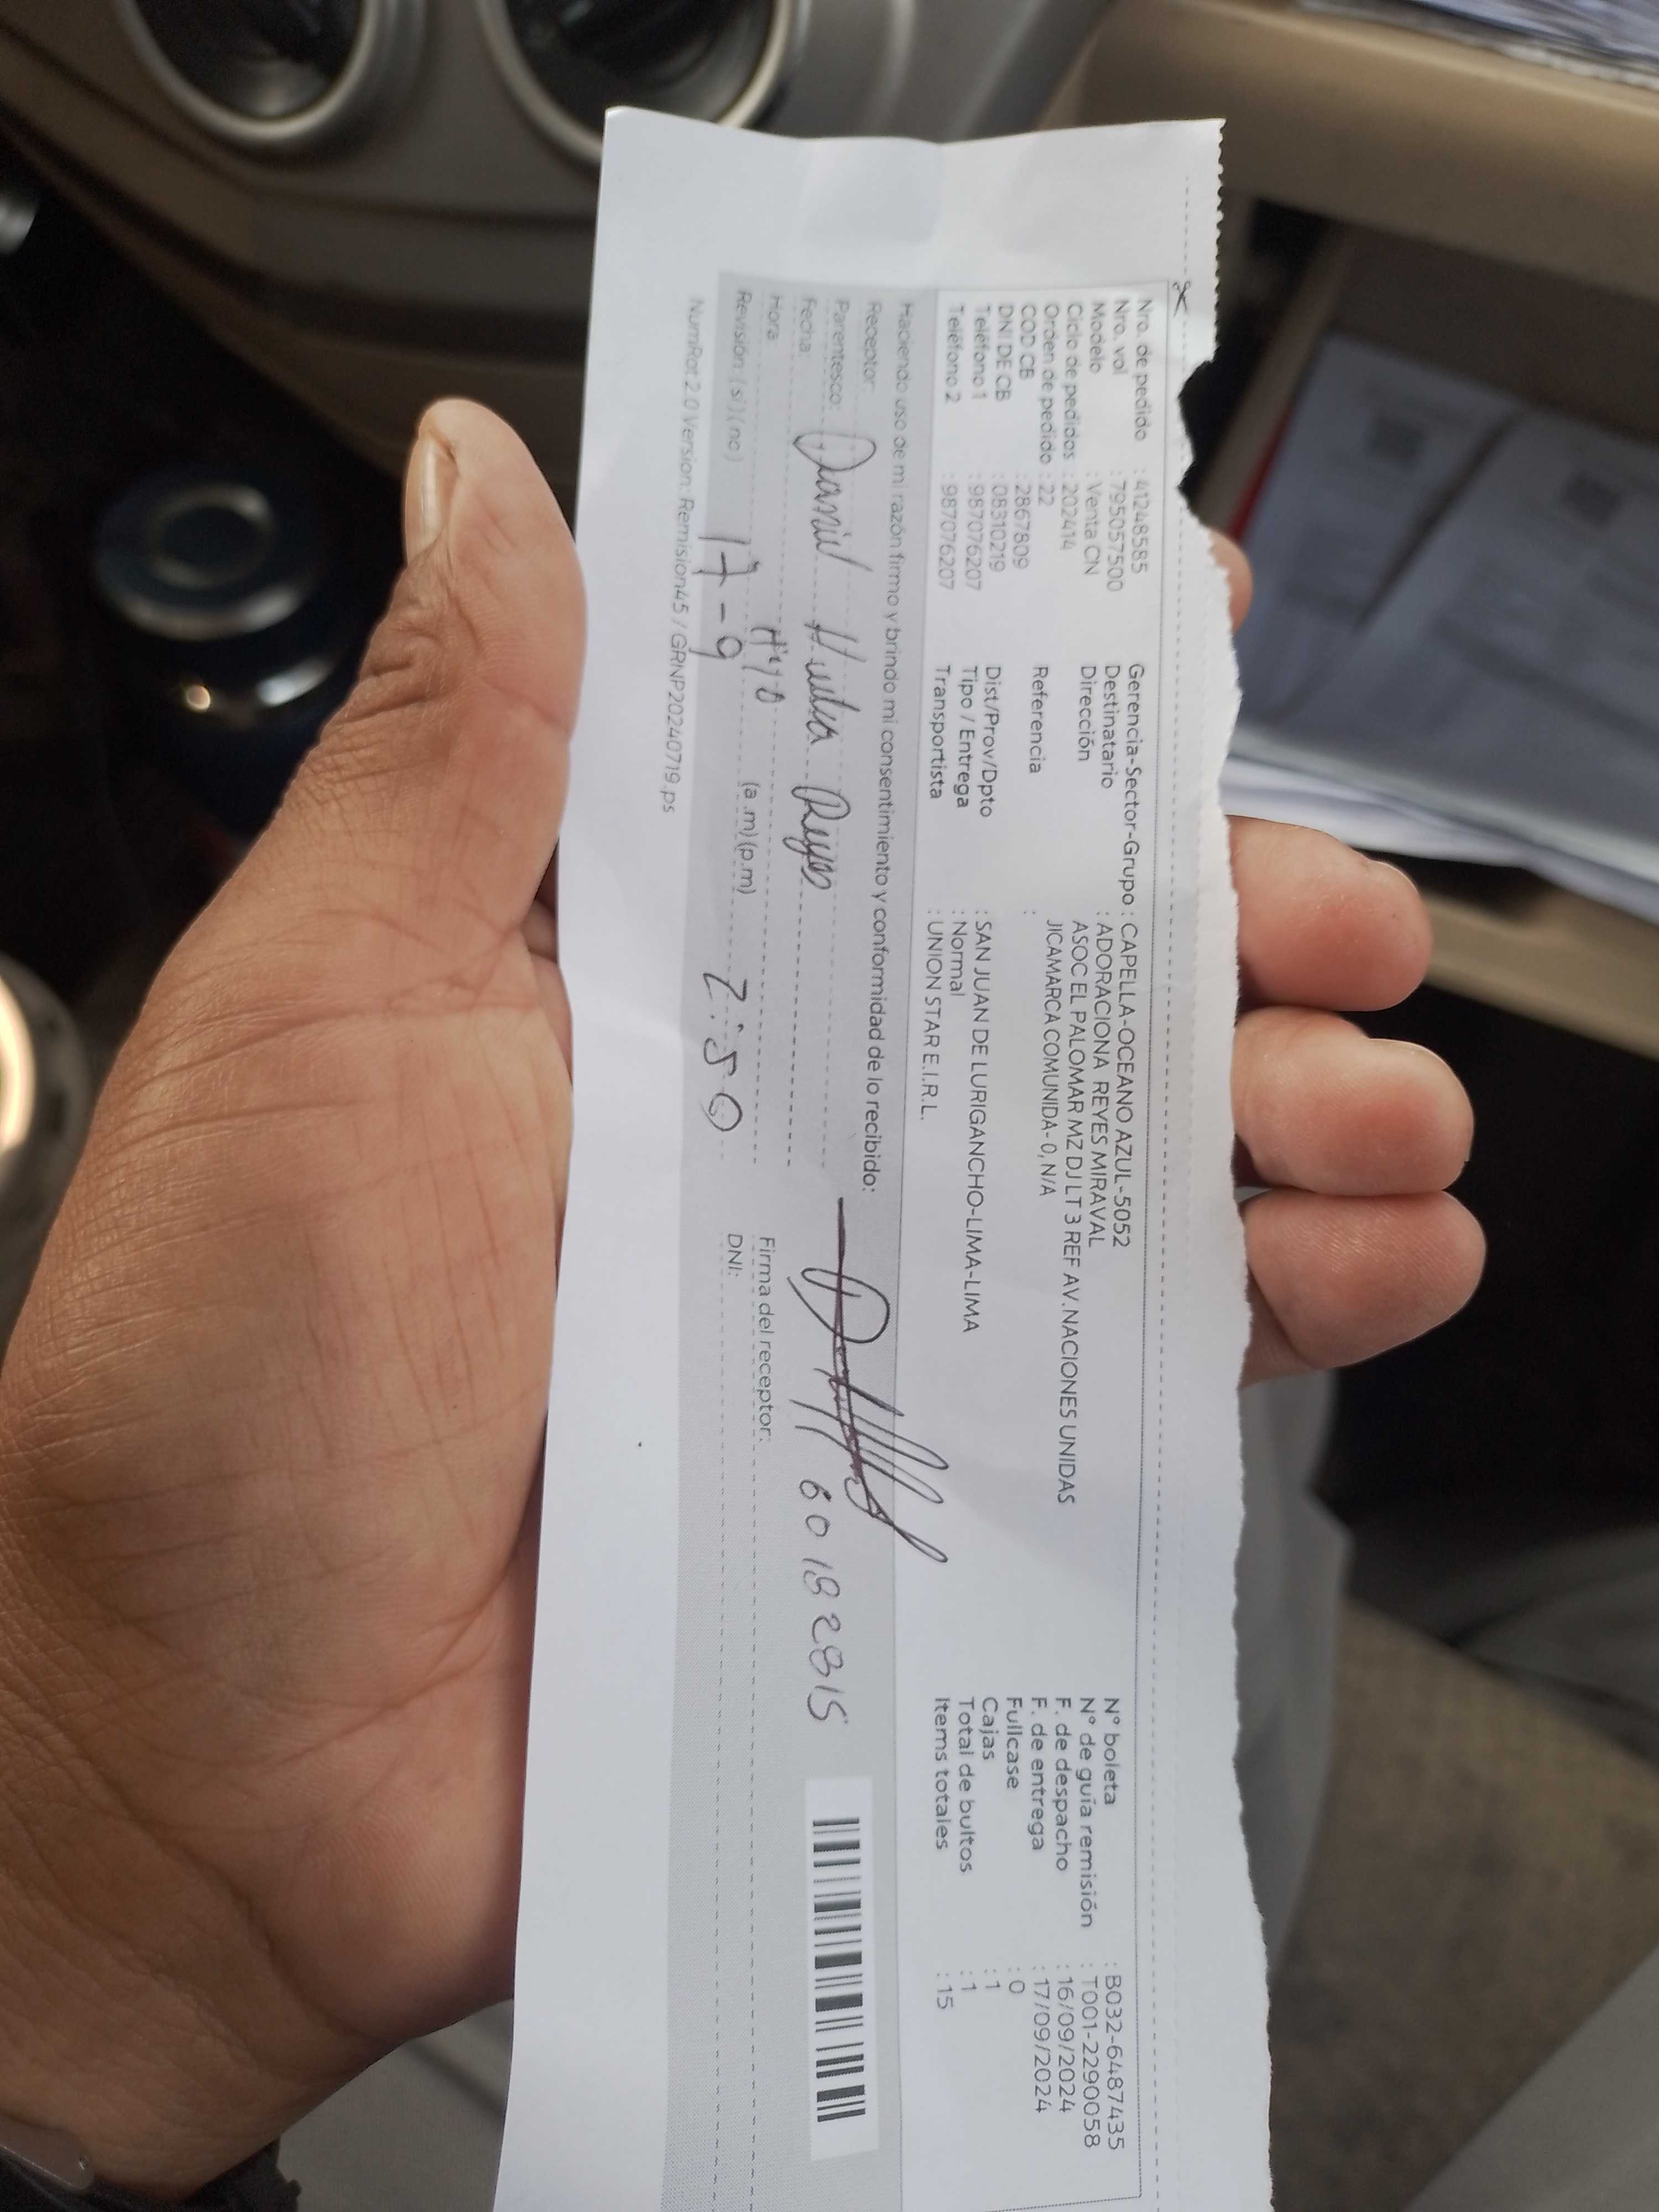 Nro. de pedido : 41248585
Nro. vol : 795057500
Modelo : Venta CN
Ciclo de pedidos : 202414
Orden de pedido : 22
COD CB : 2867809
DNI DE CB : 08310219
Teléfono 1 : 987076207
Teléfono 2 : 987076207
Gerencia-Sector-Grupo : CAPELLA-OCEANO AZUL-5052
Destinatario : ADORACIONA REYES MIRAVAL
Dirección ASOC EL PALOMAR MZ DJ LT 3 REF AV.NACIONES UNIDAS
JICAMARCA COMUNIDA- 0, N/A
Referencia :
Dist/Prov/Dpto : SAN JUAN DE LURIGANCHO-LIMA-LIMA
Tipo / Entrega : Normal
Transportista : UNION STAR E.I.R.L.
N° boleta : B032-6487435
N° de guía remisión : T001-2290058
F. de despacho : 16/09/2024
F. de entrega : 17/09/2024
Fullcase : 0
Cajas : 1
Total de bultos : 1
Items totales : 15
Haciendo uso de mi razón firmo y brindo mi consentimiento y conformidad de lo recibido:
Receptor:
Parentesco:
Daniel Reyes
60182815
Fecha:
Hora (a.m)(p.m)
Firma del receptor:
Revisión (si)(no)
17-9 2:50
DNI:
NumRot 2.0 Version: Remision45 / GRNP20240719.ps